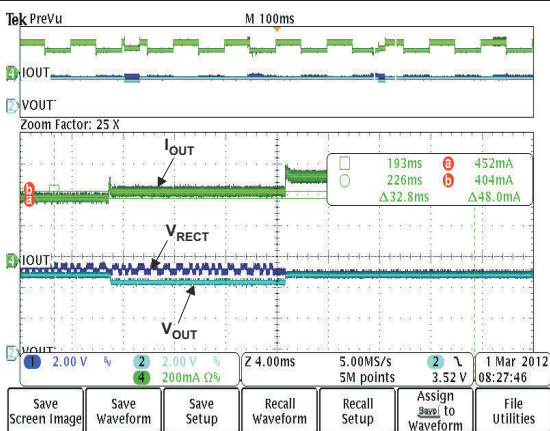 Tek PreVu M 100ms
4 IOUT
2 VOUT
Zoom Factor: 25 X
IOUT
193ms a 452mA
226ms b 404mA
Δ32.8ms Δ48.0mA
b
a
VRECT
4 IOUT
VOUT
2 VOUT
1 2.00 V 2 2.00 V Z 4.00ms 5.00MS/s 2 1 Mar 2012
4 200mA Ω 5M points 3.52 V 08:27:46
Save Screen Image
Save Waveform
Save Setup
Recall Waveform
Recall Setup
Assign Save to Waveform
File Utilities